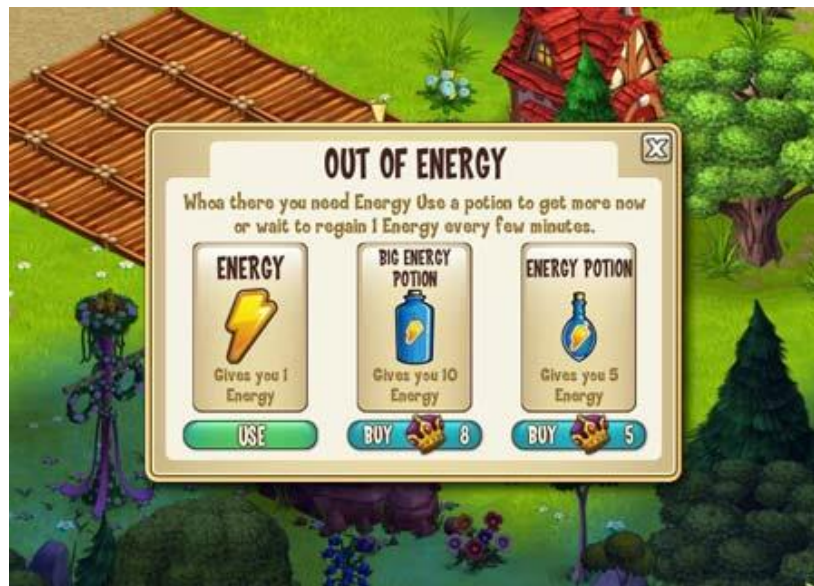 OUT OF ENERGY
Whoa there you need Energy Use a potion to get more now
or wait to regain 1 Energy every few minutes.
ENERGY
Gives you 1
Energy
USE
BIG ENERGY
POTION
Gives you 10
Energy
BUY 8
ENERGY POTION
Gives you 5
Energy
BUY 5